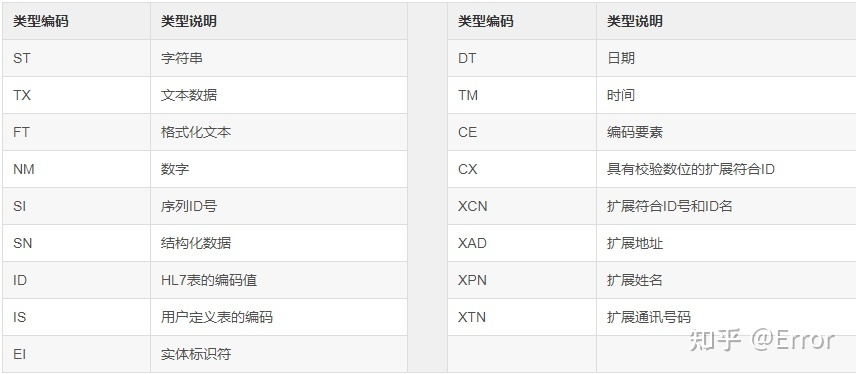 类型编码 类型说明 类型编码 类型说明
ST 字符串 DT 日期
TX 文本数据 TM 时间
FT 格式化文本 CE 编码要素
NM 数字 CX 具有校验数位的扩展符合ID
SI 序列ID号 XCN 扩展符合ID号和ID名
SN 结构化数据 XAD 扩展地址
ID HL7表的编码值 XPN 扩展姓名
IS 用户定义表的编码 XTN 扩展通讯号码
EI 实体标识符
知乎 @Error